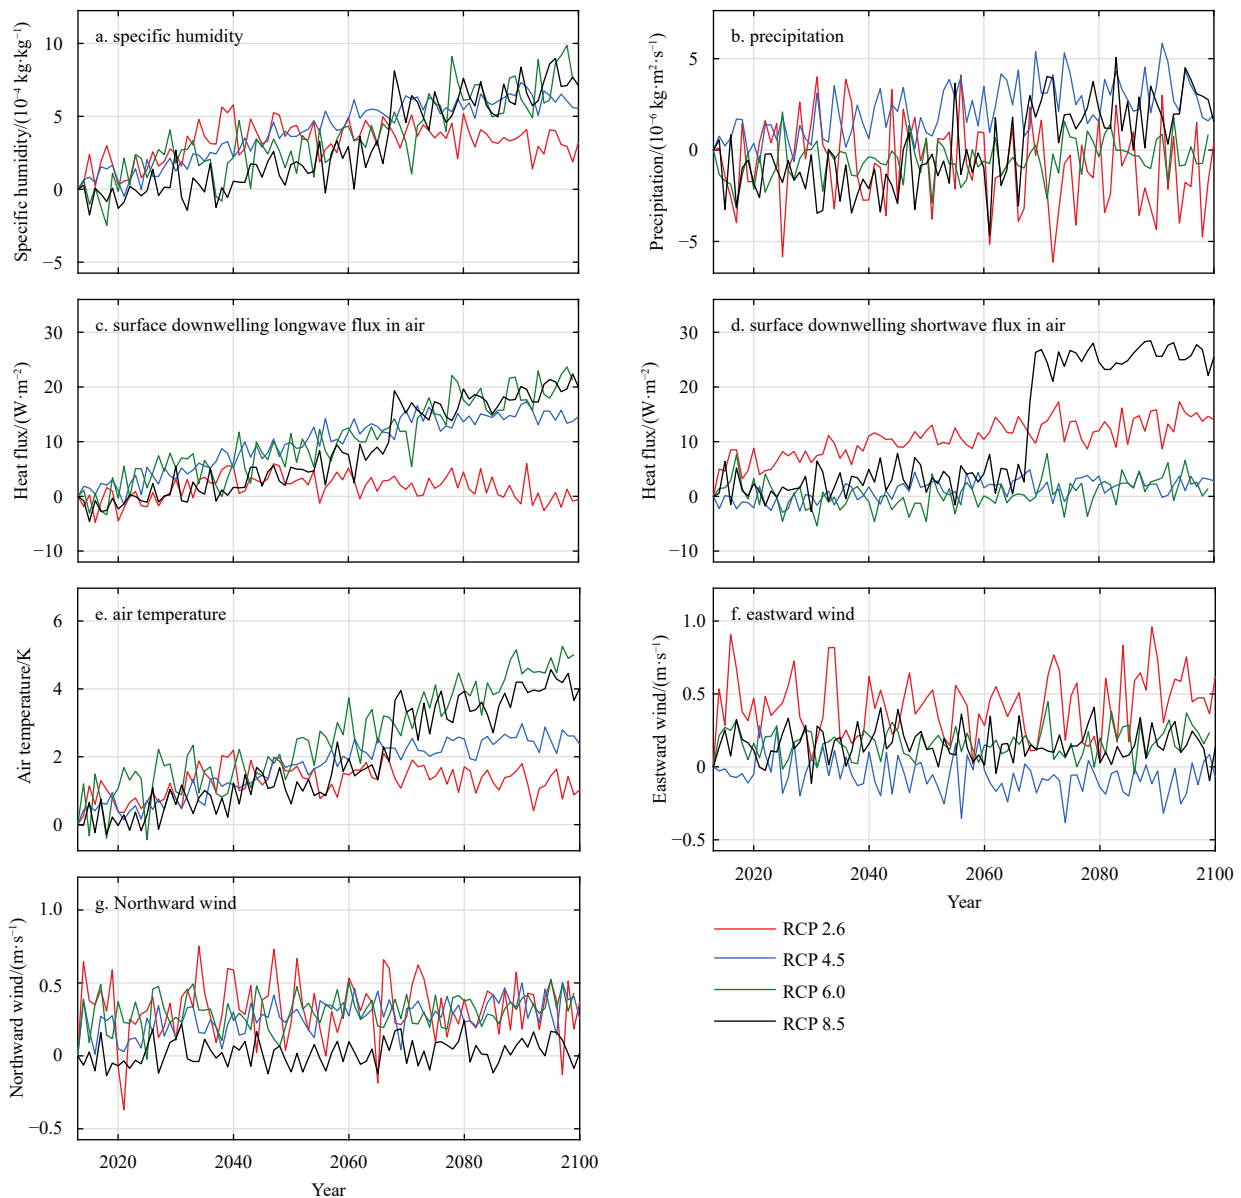 a. specific humidity
Specific humidity/(10⁻⁴ kg·kg⁻¹)
10
5
0
−5
b. precipitation
Precipitation/(10⁻⁶ kg·m²·s⁻¹)
5
0
−5
c. surface downwelling longwave flux in air
Heat flux/(W·m⁻²)
30
20
10
0
−10
d. surface downwelling shortwave flux in air
Heat flux/(W·m⁻²)
30
20
10
0
−10
e. air temperature
Air temperature/K
6
4
2
0
f. eastward wind
Eastward wind/(m·s⁻¹)
1.0
0.5
0
−0.5
2020 2040 2060 2080 2100
Year
g. Northward wind
Northward wind/(m·s⁻¹)
1.0
0.5
0
−0.5
2020 2040 2060 2080 2100
Year
RCP 2.6
RCP 4.5
RCP 6.0
RCP 8.5